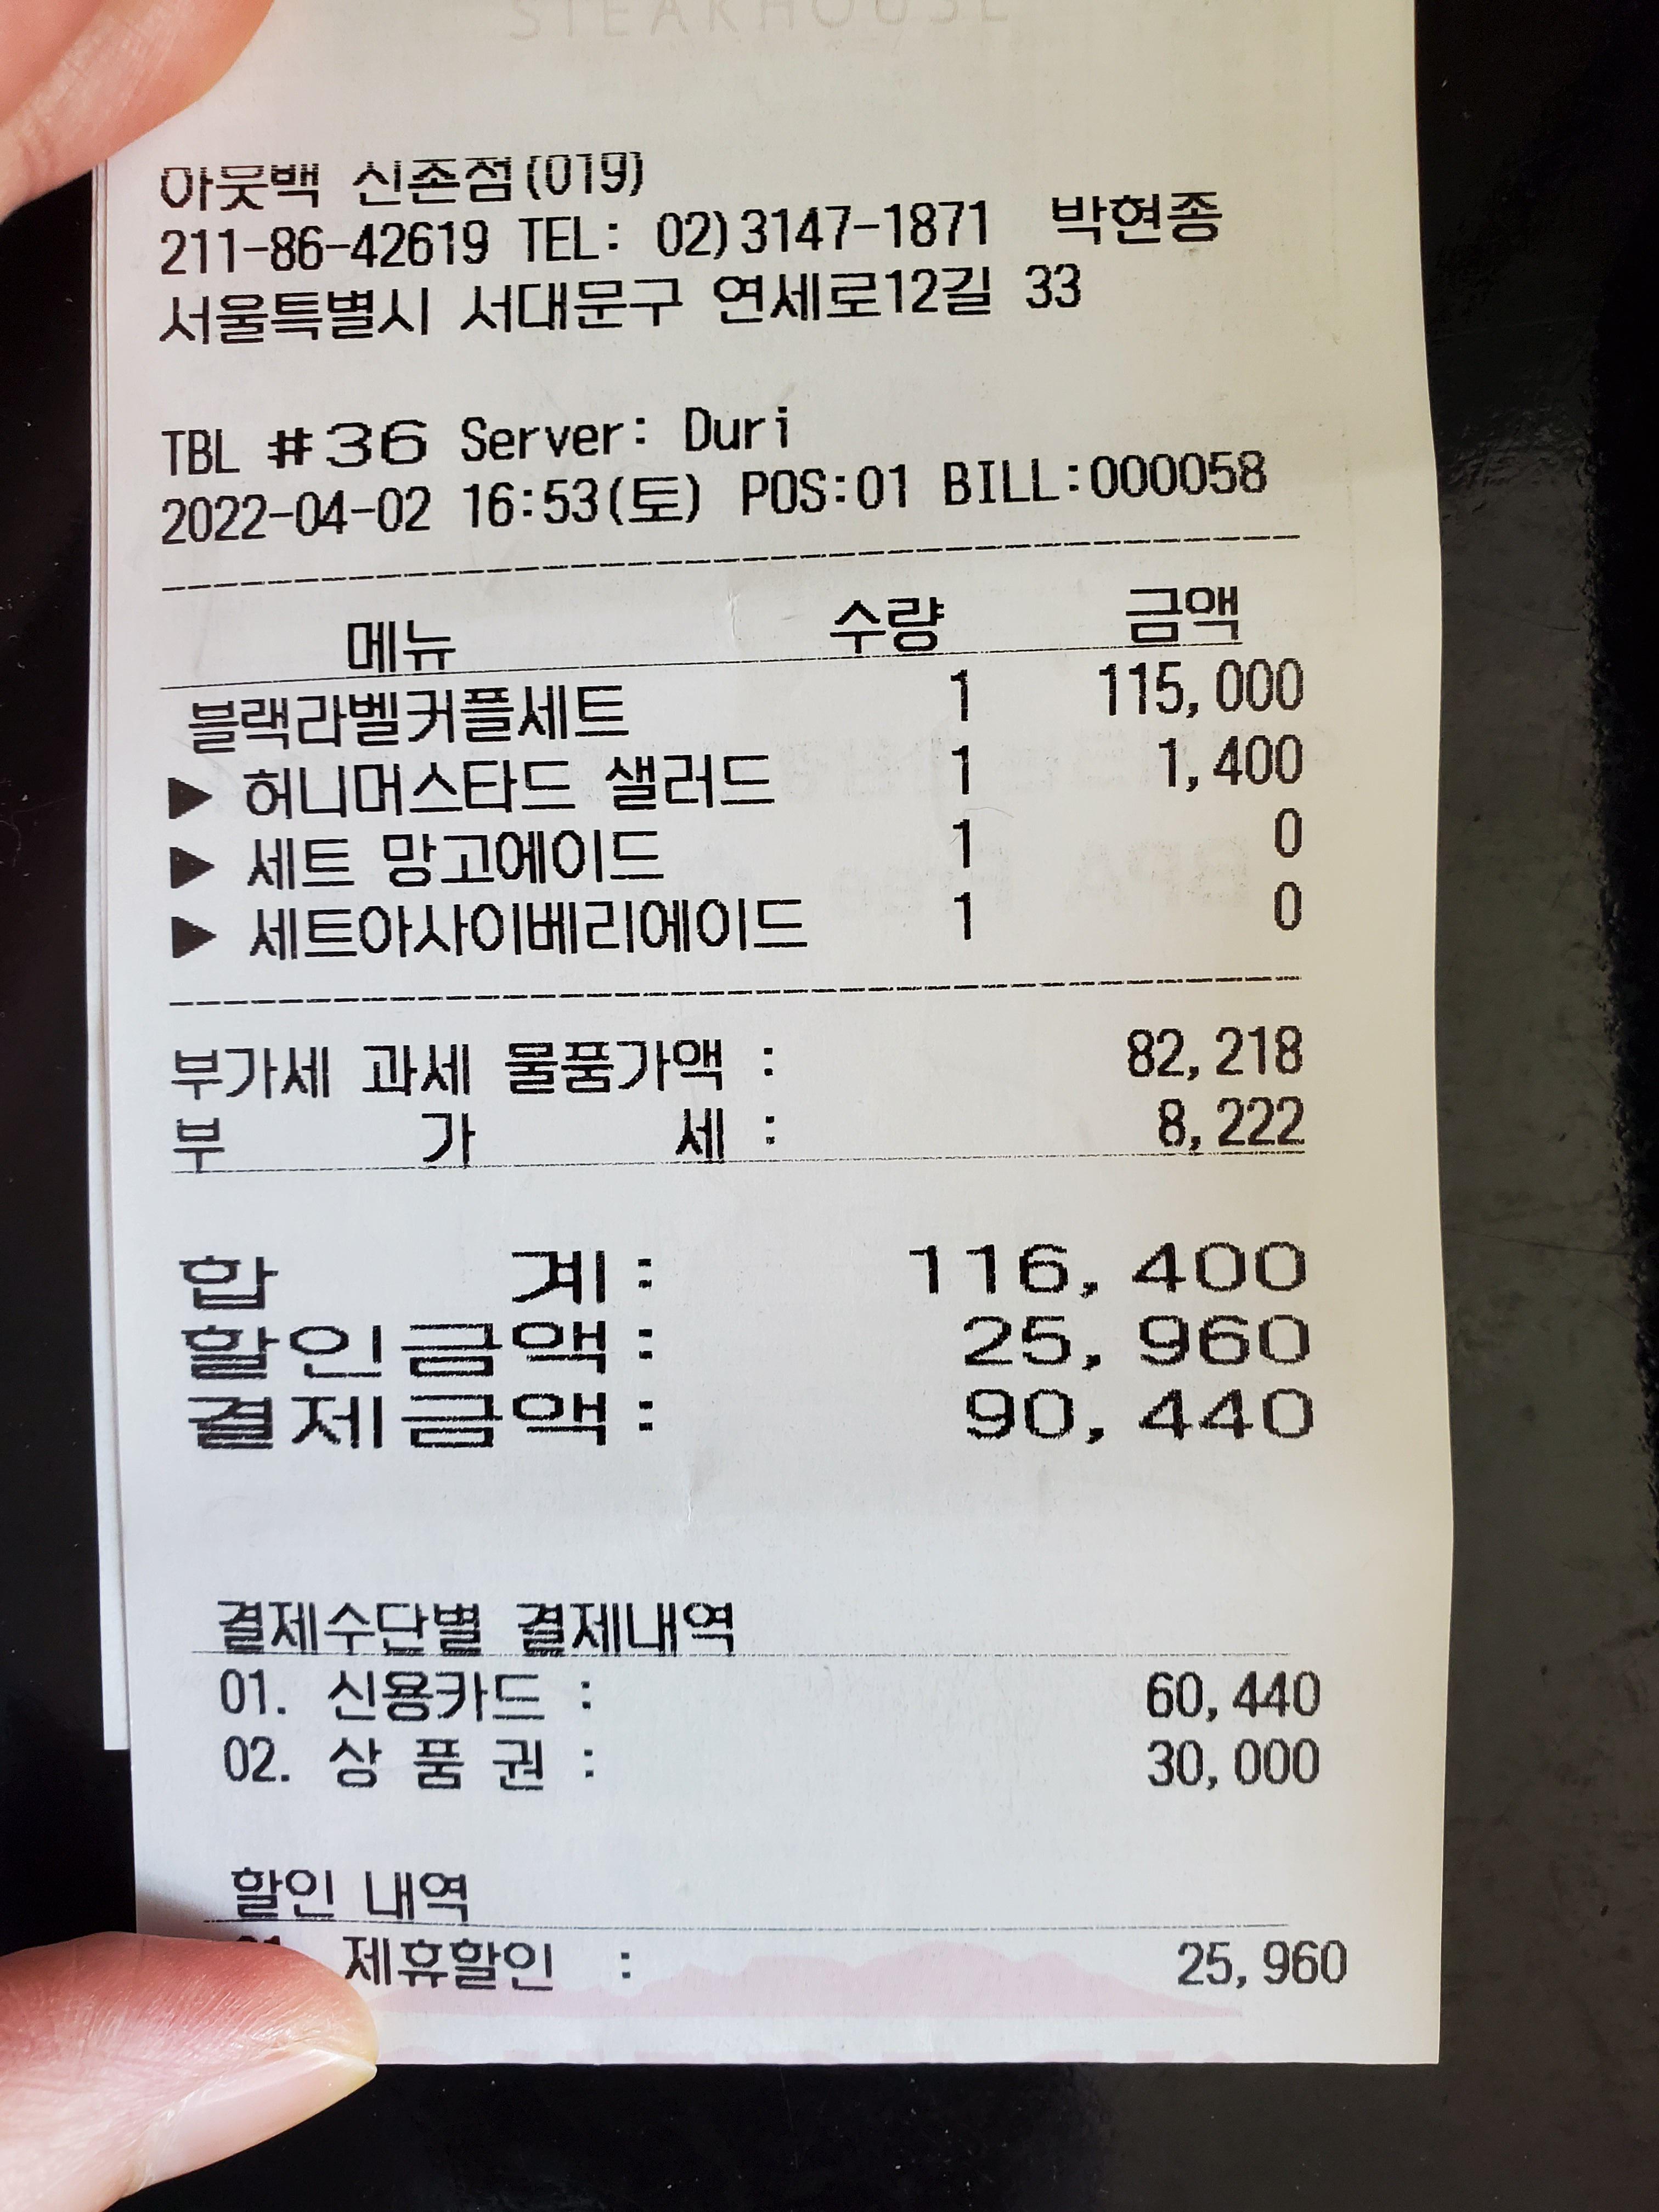 STEAKHOUSE
아웃백 신촌점(019)
211-86-42619 TEL: 02)3147-1871 박현종
서울특별시 서대문구 연세로12길 33
TBL #36 Server: Duri
2022-04-02 16:53(토) POS:01 BILL:000058
메뉴 수량 금액
블랙라벨커플세트 1 115,000
▶ 허니머스타드 샐러드 1 1,400
▶ 세트 망고에이드 1 0
▶ 세트아사이베리에이드 1 0
부가세 과세 물품가액 : 82,218
부 가 세 : 8,222
합 계 : 116,400
할인금액 : 25,960
결제금액 : 90,440
결제수단별 결제내역
01. 신용카드 : 60,440
02. 상 품 권 : 30,000
할인 내역
01. 제휴할인 : 25,960